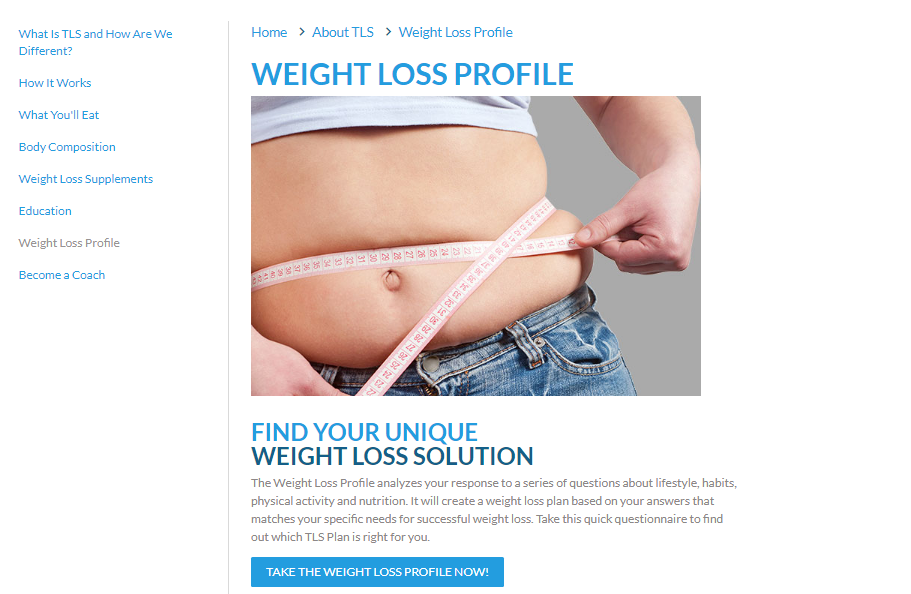 What Is TLS and How Are We
Different?
How It Works
What You'll Eat
Body Composition
Weight Loss Supplements
Education
Weight Loss Profile
Become a Coach
Home > About TLS > Weight Loss Profile
WEIGHT LOSS PROFILE
FIND YOUR UNIQUE
WEIGHT LOSS SOLUTION
The Weight Loss Profile analyzes your response to a series of questions about lifestyle, habits,
physical activity and nutrition. It will create a weight loss plan based on your answers that
matches your specific needs for successful weight loss. Take this quick questionnaire to find
out which TLS Plan is right for you.
TAKE THE WEIGHT LOSS PROFILE NOW!